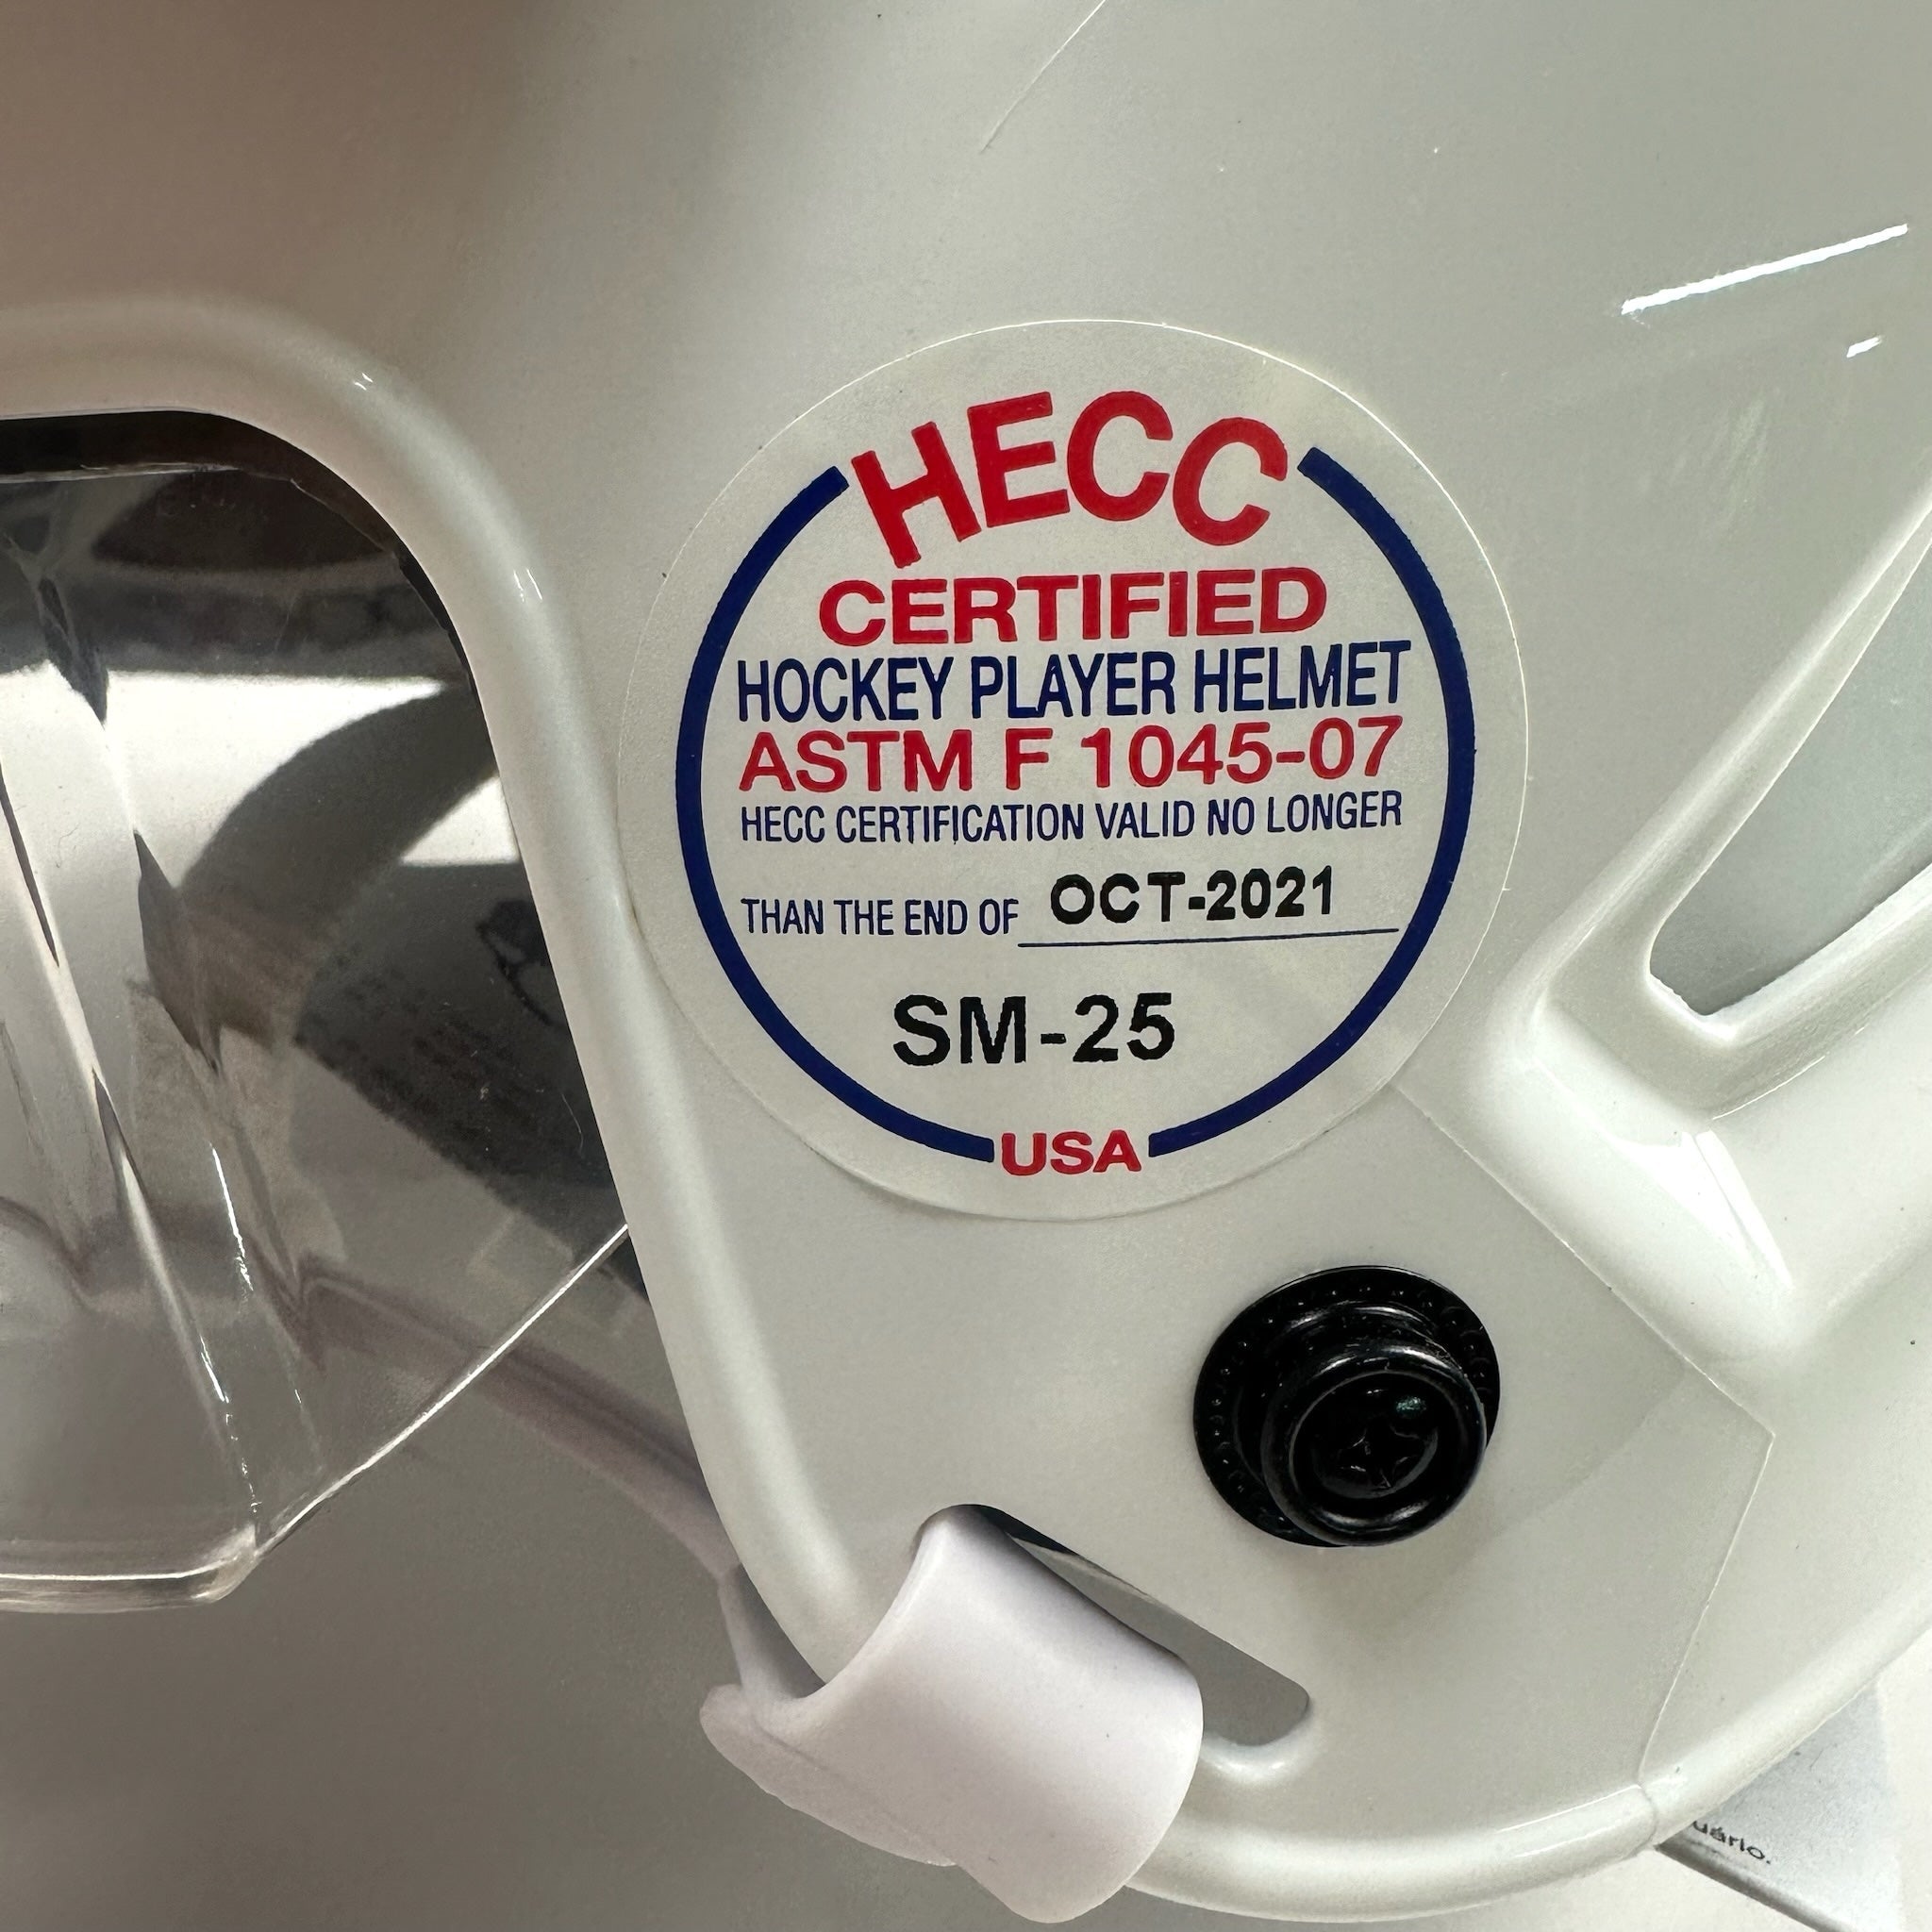 HECC
CERTIFIED
HOCKEY PLAYER HELMET
ASTM F 1045-07
HECC CERTIFICATION VALID NO LONGER
THAN THE END OF OCT-2021
SM-25
USA